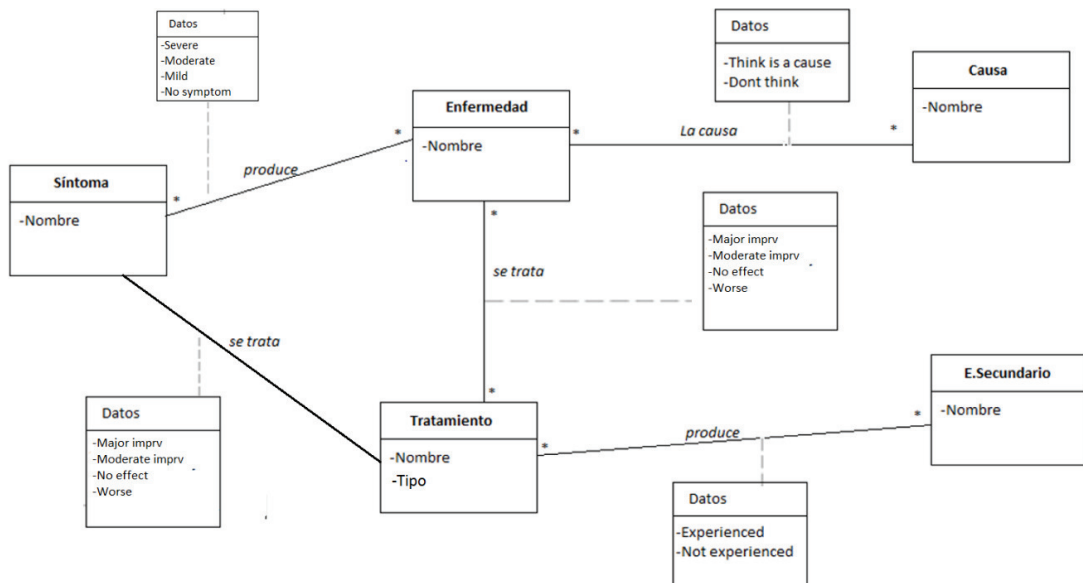 Datos
-Severe
-Moderate
-Mild
-No symptom
Datos
-Think is a cause
-Dont think
Causa
-Nombre
Enfermedad
-Nombre
*
*
La causa
*
produce
Síntoma
-Nombre
*
*
Datos
-Major imprv
-Moderate imprv
-No effect
-Worse
se trata
se trata
*
Datos
-Major imprv
-Moderate imprv
-No effect
-Worse
Tratamiento
-Nombre
-Tipo
*
produce
*
E.Secundario
-Nombre
Datos
-Experienced
-Not experienced